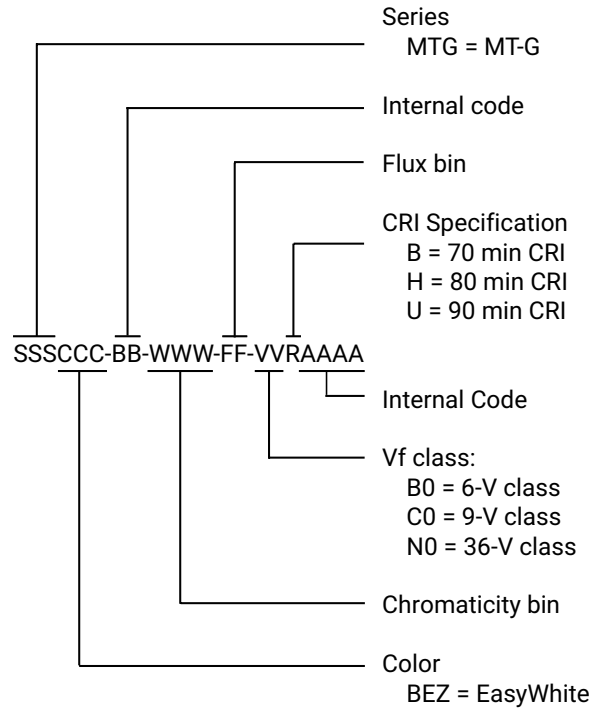 Series
MTG = MT-G
Internal code
Flux bin
CRI Specification
B = 70 min CRI
H = 80 min CRI
U = 90 min CRI
SSSCCC-BB-WWW-FF-VVRAAAA
Internal Code
Vf class:
B0 = 6-V class
C0 = 9-V class
N0 = 36-V class
Chromaticity bin
Color
BEZ = EasyWhite